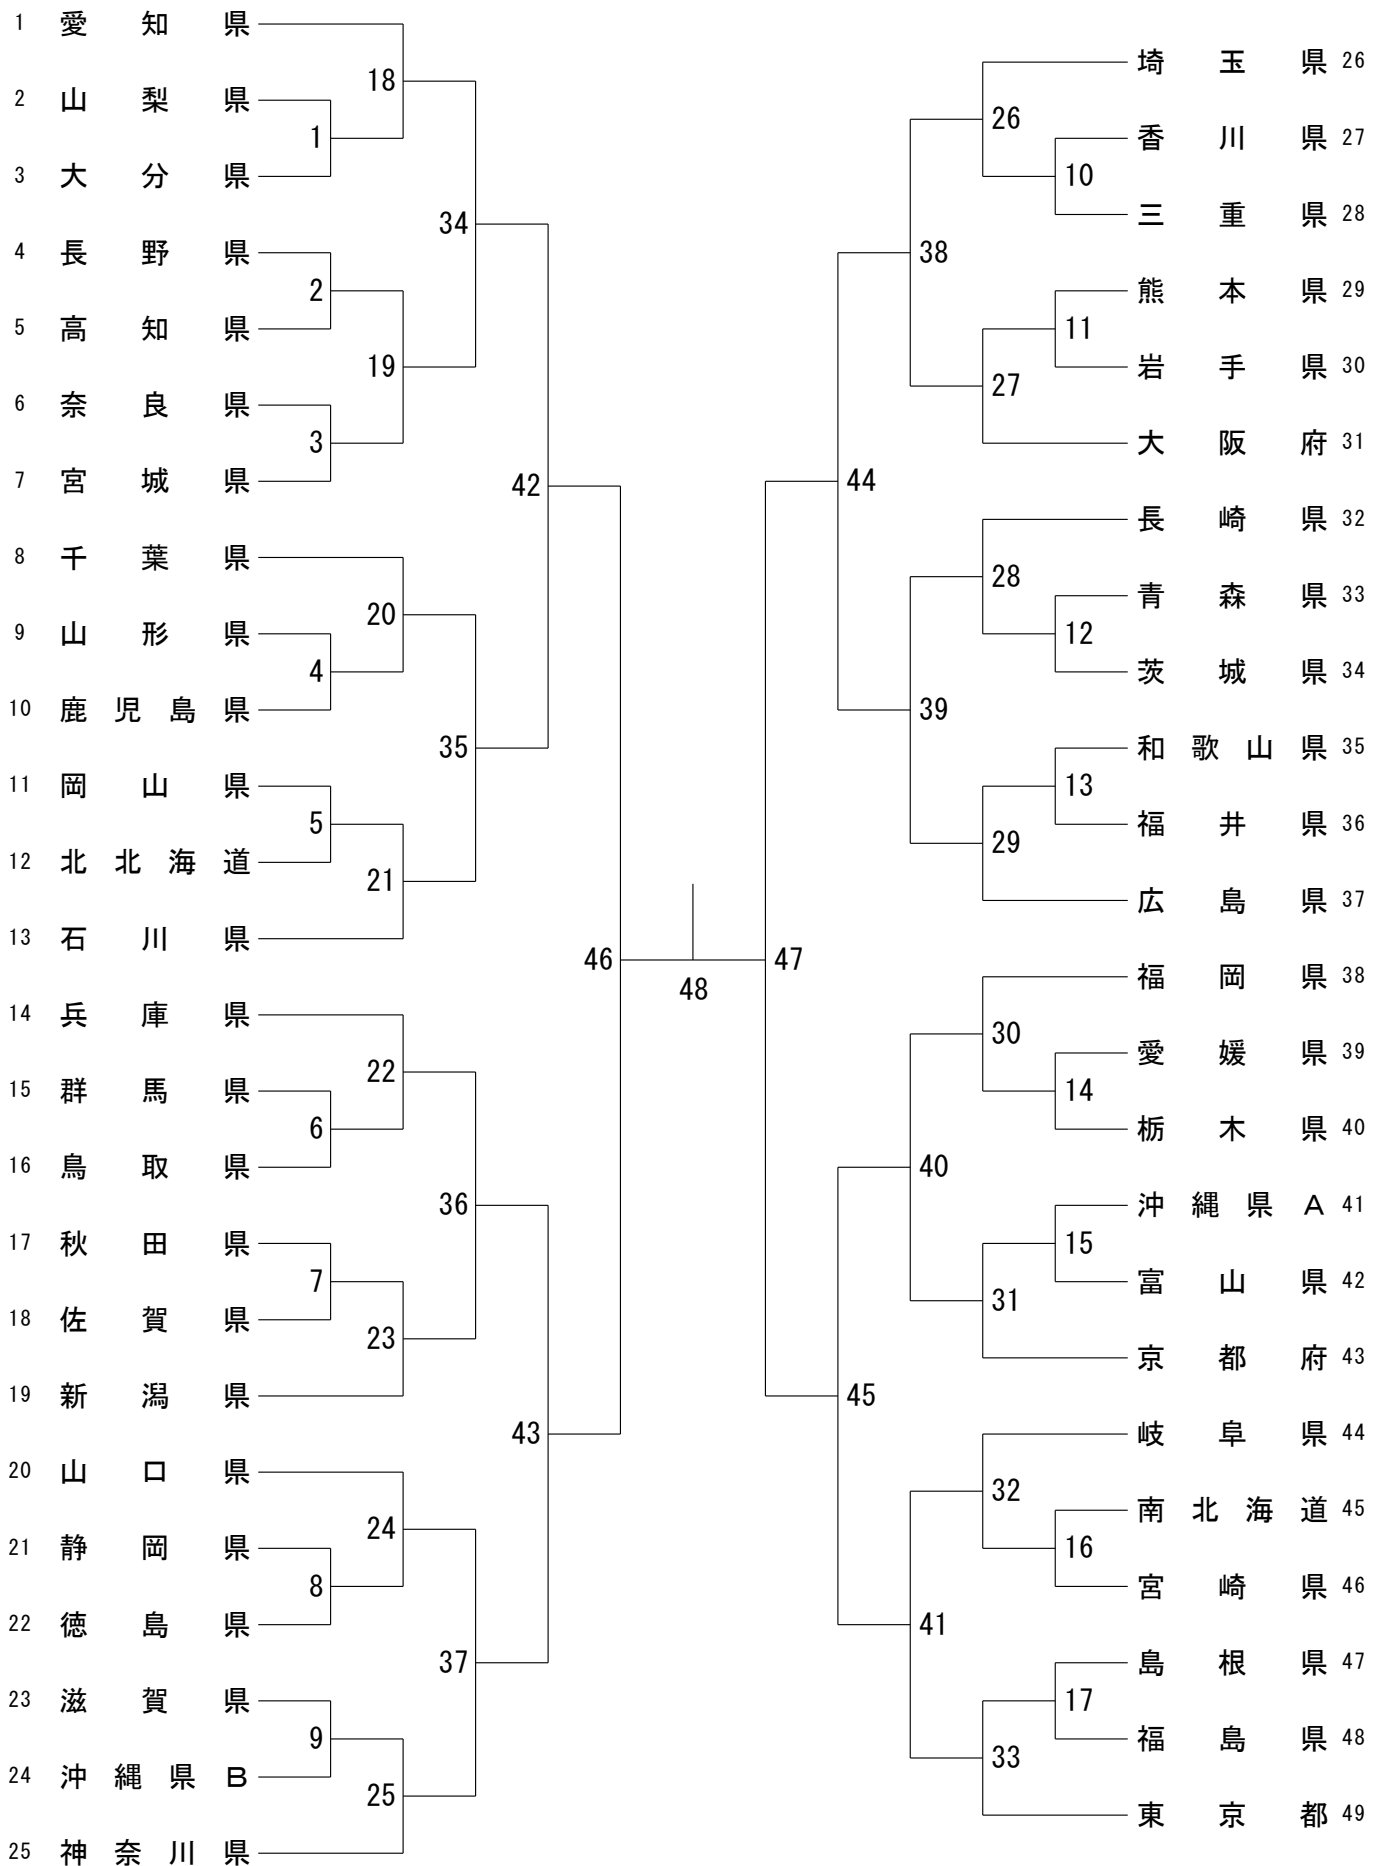 1 愛知県
2 山梨県
3 大分県
4 長野県
5 高知県
6 奈良県
7 宮城県
8 千葉県
9 山形県
10 鹿児島県
11 岡山県
12 北北海道
13 石川県
14 兵庫県
15 群馬県
16 鳥取県
17 秋田県
18 佐賀県
19 新潟県
20 山口県
21 静岡県
22 徳島県
23 滋賀県
24 沖縄県B
25 神奈川県
1
2
3
4
5
6
7
8
9
18
19
20
21
22
23
24
25
34
35
36
37
42
43
46
48
47
44
45
38
39
40
41
26
27
28
29
30
31
32
33
10
11
12
13
14
15
16
17
埼玉県 26
香川県 27
三重県 28
熊本県 29
岩手県 30
大阪府 31
長崎県 32
青森県 33
茨城県 34
和歌山県 35
福井県 36
広島県 37
福岡県 38
愛媛県 39
栃木県 40
沖縄県A 41
富山県 42
京都府 43
岐阜県 44
南北海道 45
宮崎県 46
島根県 47
福島県 48
東京都 49